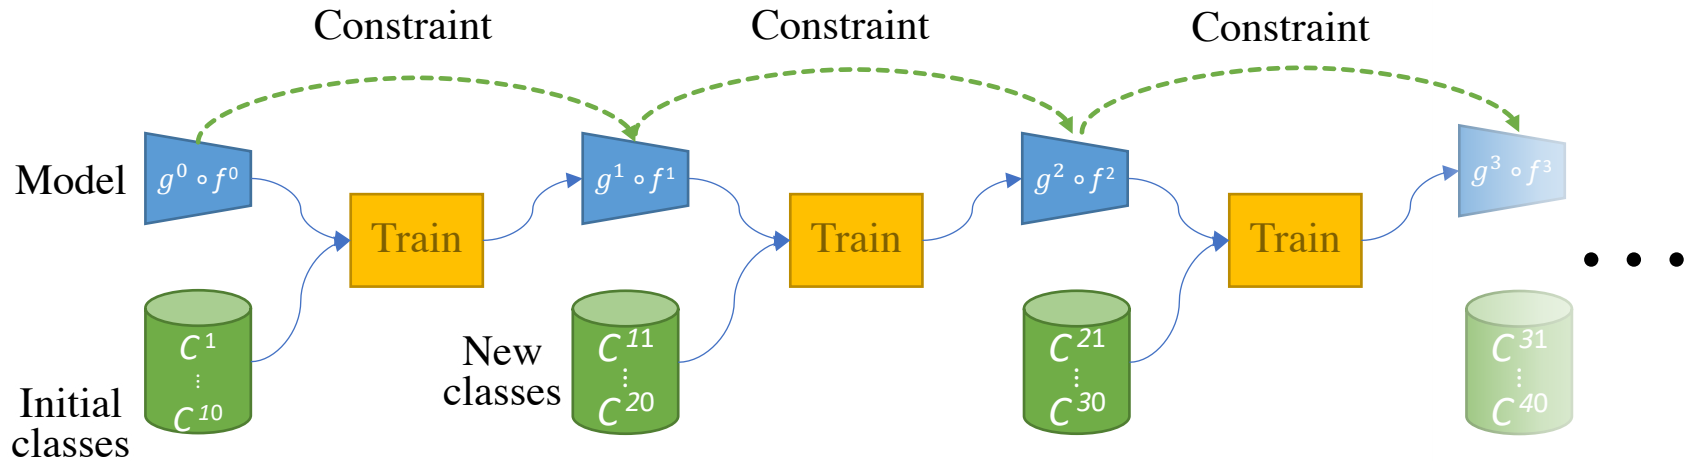 Constraint
Constraint
Constraint
Model
g⁰ ∘ f⁰
g¹ ∘ f¹
g² ∘ f²
g³ ∘ f³
Train
Train
Train
. . .
Initial
classes
C¹
⋮
C¹⁰
New
classes
C¹¹
⋮
C²⁰
C²¹
⋮
C³⁰
C³¹
⋮
C⁴⁰